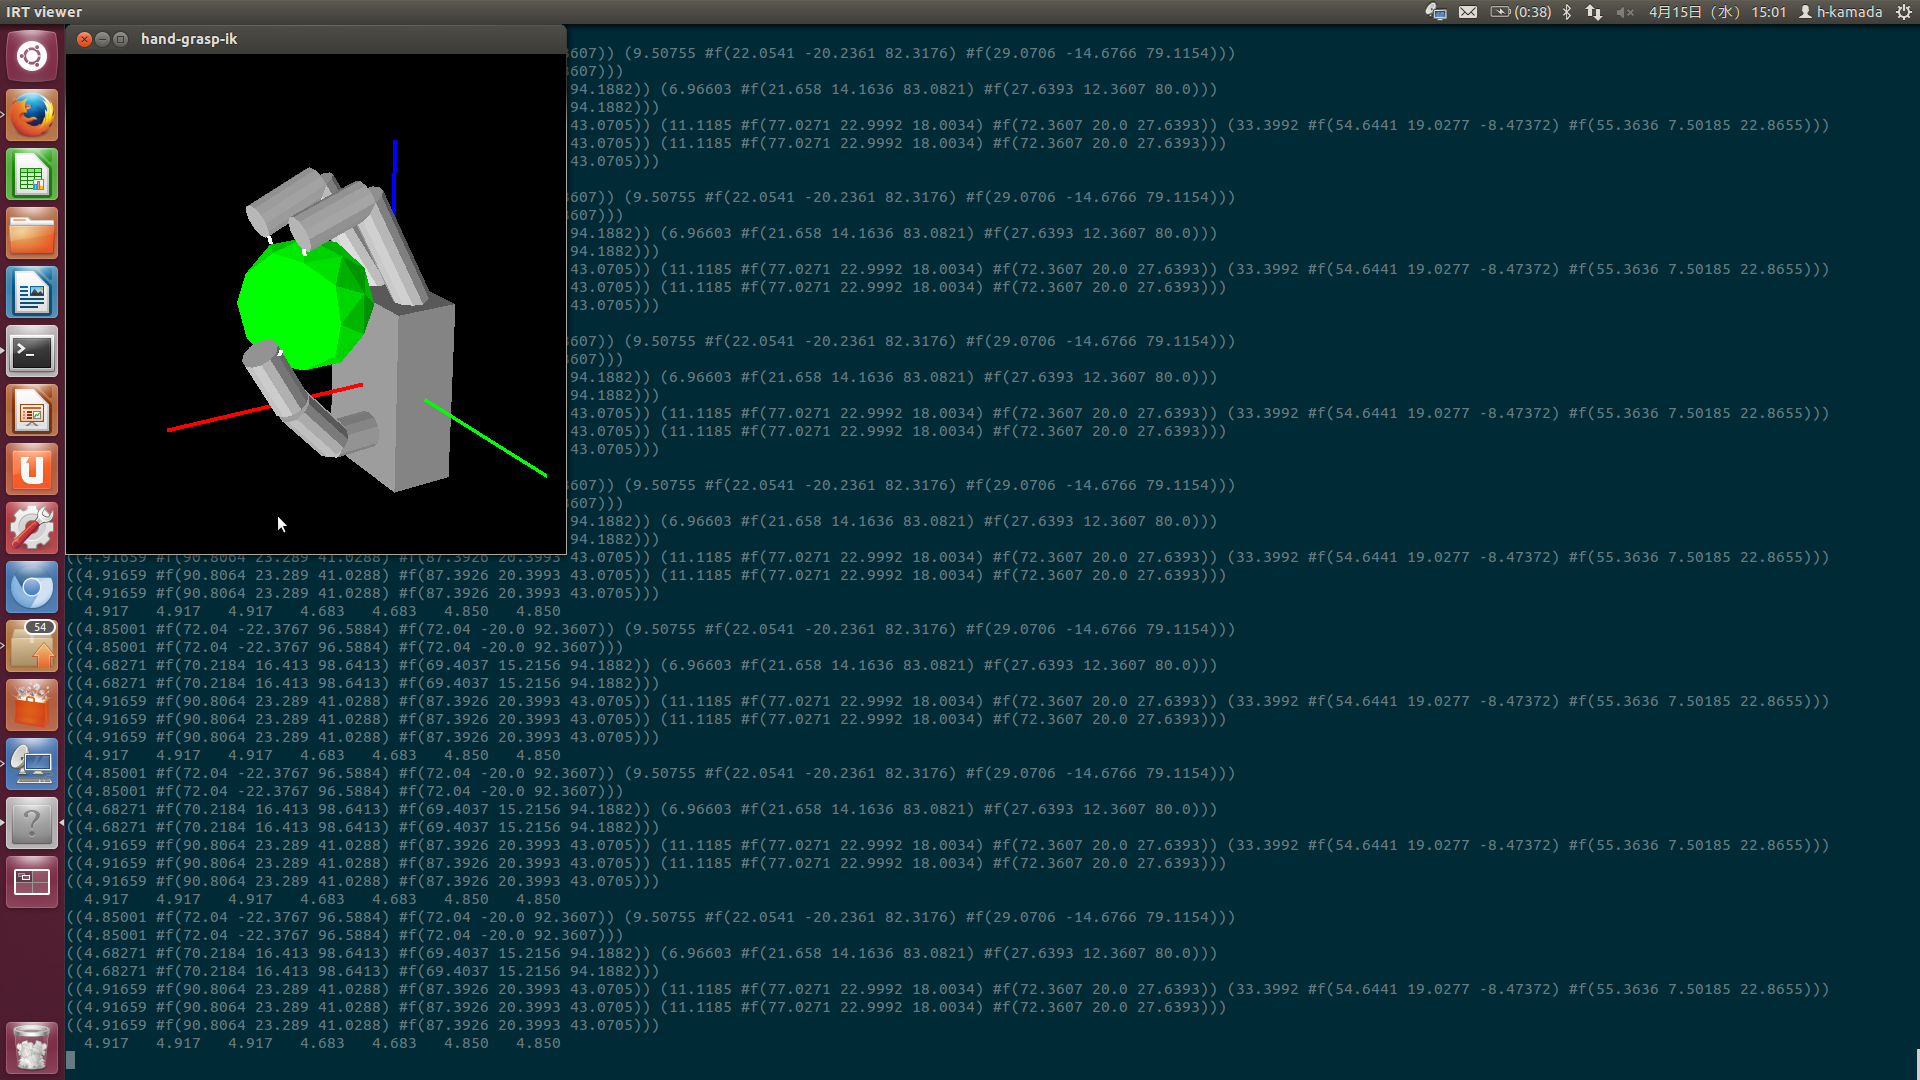 IRT viewer
(0:38)
4月15日 (水) 15:01
h-kamada
hand-grasp-ik
3607)) (9.50755 #f(22.0541 -20.2361 82.3176) #f(29.0706 -14.6766 79.1154)))
607)))
94.1882)) (6.96603 #f(21.658 14.1636 83.0821) #f(27.6393 12.3607 80.0)))
94.1882)))
43.0705)) (11.1185 #f(77.0271 22.9992 18.0034) #f(72.3607 20.0 27.6393)) (33.3992 #f(54.6441 19.0277 -8.47372) #f(55.3636 7.50185 22.8655)))
43.0705)) (11.1185 #f(77.0271 22.9992 18.0034) #f(72.3607 20.0 27.6393)))
43.0705)))
607)) (9.50755 #f(22.0541 -20.2361 82.3176) #f(29.0706 -14.6766 79.1154)))
607)))
94.1882)) (6.96603 #f(21.658 14.1636 83.0821) #f(27.6393 12.3607 80.0)))
94.1882)))
43.0705)) (11.1185 #f(77.0271 22.9992 18.0034) #f(72.3607 20.0 27.6393)) (33.3992 #f(54.6441 19.0277 -8.47372) #f(55.3636 7.50185 22.8655)))
43.0705)) (11.1185 #f(77.0271 22.9992 18.0034) #f(72.3607 20.0 27.6393)))
43.0705)))
607)) (9.50755 #f(22.0541 -20.2361 82.3176) #f(29.0706 -14.6766 79.1154)))
607)))
94.1882)) (6.96603 #f(21.658 14.1636 83.0821) #f(27.6393 12.3607 80.0)))
94.1882)))
43.0705)) (11.1185 #f(77.0271 22.9992 18.0034) #f(72.3607 20.0 27.6393)) (33.3992 #f(54.6441 19.0277 -8.47372) #f(55.3636 7.50185 22.8655)))
43.0705)) (11.1185 #f(77.0271 22.9992 18.0034) #f(72.3607 20.0 27.6393)))
43.0705)))
607)) (9.50755 #f(22.0541 -20.2361 82.3176) #f(29.0706 -14.6766 79.1154)))
607)))
94.1882)) (6.96603 #f(21.658 14.1636 83.0821) #f(27.6393 12.3607 80.0)))
94.1882)))
((4.91659 #f(90.8064 23.289 41.0288) #f(87.3926 20.3993 43.0705)) (11.1185 #f(77.0271 22.9992 18.0034) #f(72.3607 20.0 27.6393)) (33.3992 #f(54.6441 19.0277 -8.47372) #f(55.3636 7.50185 22.8655)))
((4.91659 #f(90.8064 23.289 41.0288) #f(87.3926 20.3993 43.0705)) (11.1185 #f(77.0271 22.9992 18.0034) #f(72.3607 20.0 27.6393)))
((4.91659 #f(90.8064 23.289 41.0288) #f(87.3926 20.3993 43.0705)))
4.917 4.917 4.917 4.683 4.683 4.850 4.850
((4.85001 #f(72.04 -22.3767 96.5884) #f(72.04 -20.0 92.3607)) (9.50755 #f(22.0541 -20.2361 82.3176) #f(29.0706 -14.6766 79.1154)))
((4.85001 #f(72.04 -22.3767 96.5884) #f(72.04 -20.0 92.3607)))
((4.68271 #f(70.2184 16.413 98.6413) #f(69.4037 15.2156 94.1882)) (6.96603 #f(21.658 14.1636 83.0821) #f(27.6393 12.3607 80.0)))
((4.68271 #f(70.2184 16.413 98.6413) #f(69.4037 15.2156 94.1882)))
((4.91659 #f(90.8064 23.289 41.0288) #f(87.3926 20.3993 43.0705)) (11.1185 #f(77.0271 22.9992 18.0034) #f(72.3607 20.0 27.6393)) (33.3992 #f(54.6441 19.0277 -8.47372) #f(55.3636 7.50185 22.8655)))
((4.91659 #f(90.8064 23.289 41.0288) #f(87.3926 20.3993 43.0705)) (11.1185 #f(77.0271 22.9992 18.0034) #f(72.3607 20.0 27.6393)))
((4.91659 #f(90.8064 23.289 41.0288) #f(87.3926 20.3993 43.0705)))
4.917 4.917 4.917 4.683 4.683 4.850 4.850
((4.85001 #f(72.04 -22.3767 96.5884) #f(72.04 -20.0 92.3607)) (9.50755 #f(22.0541 -20.2361 82.3176) #f(29.0706 -14.6766 79.1154)))
((4.85001 #f(72.04 -22.3767 96.5884) #f(72.04 -20.0 92.3607)))
((4.68271 #f(70.2184 16.413 98.6413) #f(69.4037 15.2156 94.1882)) (6.96603 #f(21.658 14.1636 83.0821) #f(27.6393 12.3607 80.0)))
((4.68271 #f(70.2184 16.413 98.6413) #f(69.4037 15.2156 94.1882)))
((4.91659 #f(90.8064 23.289 41.0288) #f(87.3926 20.3993 43.0705)) (11.1185 #f(77.0271 22.9992 18.0034) #f(72.3607 20.0 27.6393)) (33.3992 #f(54.6441 19.0277 -8.47372) #f(55.3636 7.50185 22.8655)))
((4.91659 #f(90.8064 23.289 41.0288) #f(87.3926 20.3993 43.0705)) (11.1185 #f(77.0271 22.9992 18.0034) #f(72.3607 20.0 27.6393)))
((4.91659 #f(90.8064 23.289 41.0288) #f(87.3926 20.3993 43.0705)))
4.917 4.917 4.917 4.683 4.683 4.850 4.850
((4.85001 #f(72.04 -22.3767 96.5884) #f(72.04 -20.0 92.3607)) (9.50755 #f(22.0541 -20.2361 82.3176) #f(29.0706 -14.6766 79.1154)))
((4.85001 #f(72.04 -22.3767 96.5884) #f(72.04 -20.0 92.3607)))
((4.68271 #f(70.2184 16.413 98.6413) #f(69.4037 15.2156 94.1882)) (6.96603 #f(21.658 14.1636 83.0821) #f(27.6393 12.3607 80.0)))
((4.68271 #f(70.2184 16.413 98.6413) #f(69.4037 15.2156 94.1882)))
((4.91659 #f(90.8064 23.289 41.0288) #f(87.3926 20.3993 43.0705)) (11.1185 #f(77.0271 22.9992 18.0034) #f(72.3607 20.0 27.6393)) (33.3992 #f(54.6441 19.0277 -8.47372) #f(55.3636 7.50185 22.8655)))
((4.91659 #f(90.8064 23.289 41.0288) #f(87.3926 20.3993 43.0705)) (11.1185 #f(77.0271 22.9992 18.0034) #f(72.3607 20.0 27.6393)))
((4.91659 #f(90.8064 23.289 41.0288) #f(87.3926 20.3993 43.0705)))
4.917 4.917 4.917 4.683 4.683 4.850 4.850
54